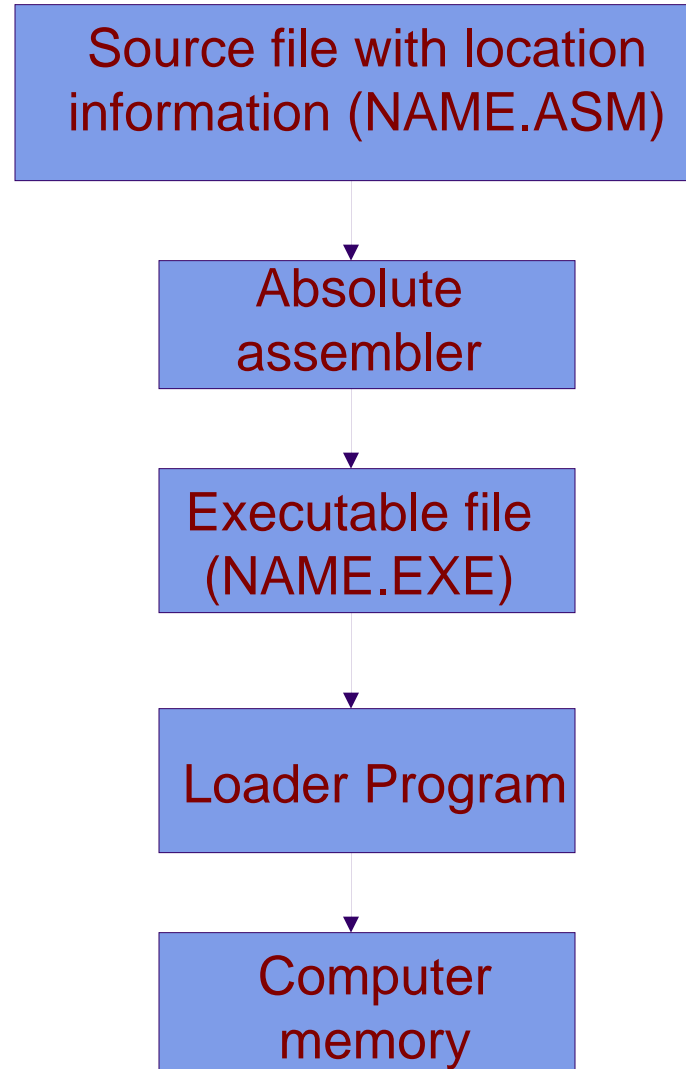 Source file with location
information (NAME.ASM)
Absolute
assembler
Executable file
(NAME.EXE)
Loader Program
Computer
memory